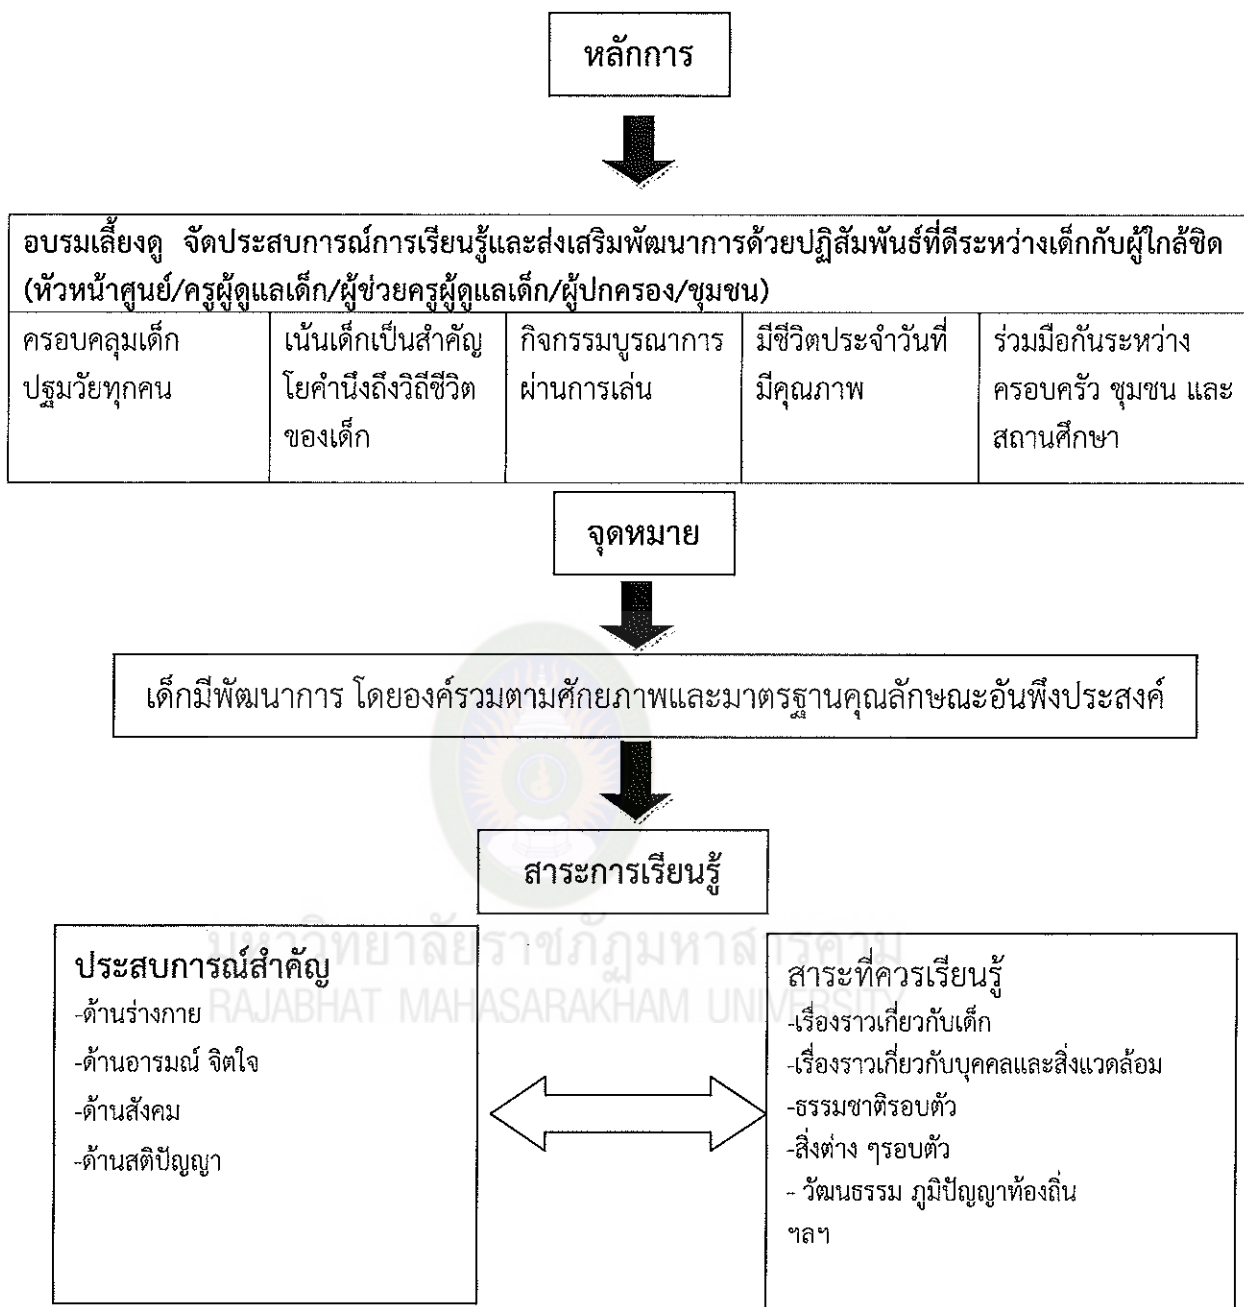 หลักการ
อบรมเลี้ยงดู จัดประสบการณ์การเรียนรู้และส่งเสริมพัฒนาการด้วยปฏิสัมพันธ์ที่ดีระหว่างเด็กกับผู้ใกล้ชิด
(หัวหน้าศูนย์/ครูผู้ดูแลเด็ก/ผู้ช่วยครูผู้ดูแลเด็ก/ผู้ปกครอง/ชุมชน)
ครอบคลุมเด็ก
ปฐมวัยทุกคน
เน้นเด็กเป็นสำคัญ
โยคำนึงถึงวิถีชีวิต
ของเด็ก
กิจกรรมบูรณาการ
ผ่านการเล่น
มีชีวิตประจำวันที่
มีคุณภาพ
ร่วมมือกันระหว่าง
ครอบครัว ชุมชน และ
สถานศึกษา
จุดหมาย
เด็กมีพัฒนาการ โดยองค์รวมตามศักยภาพและมาตรฐานคุณลักษณะอันพึงประสงค์
สาระการเรียนรู้
มหาวิทยาลัยราชภัฏมหาสารคาม
RAJABHAT MAHASARAKHAM UNIVERSITY
ประสบการณ์สำคัญ
-ด้านร่างกาย
-ด้านอารมณ์ จิตใจ
-ด้านสังคม
-ด้านสติปัญญา
สาระที่ควรเรียนรู้
-เรื่องราวเกี่ยวกับเด็ก
-เรื่องราวเกี่ยวกับบุคคลและสิ่งแวดล้อม
-ธรรมชาติรอบตัว
-สิ่งต่าง ๆรอบตัว
- วัฒนธรรม ภูมิปัญญาท้องถิ่น
ฯลฯ